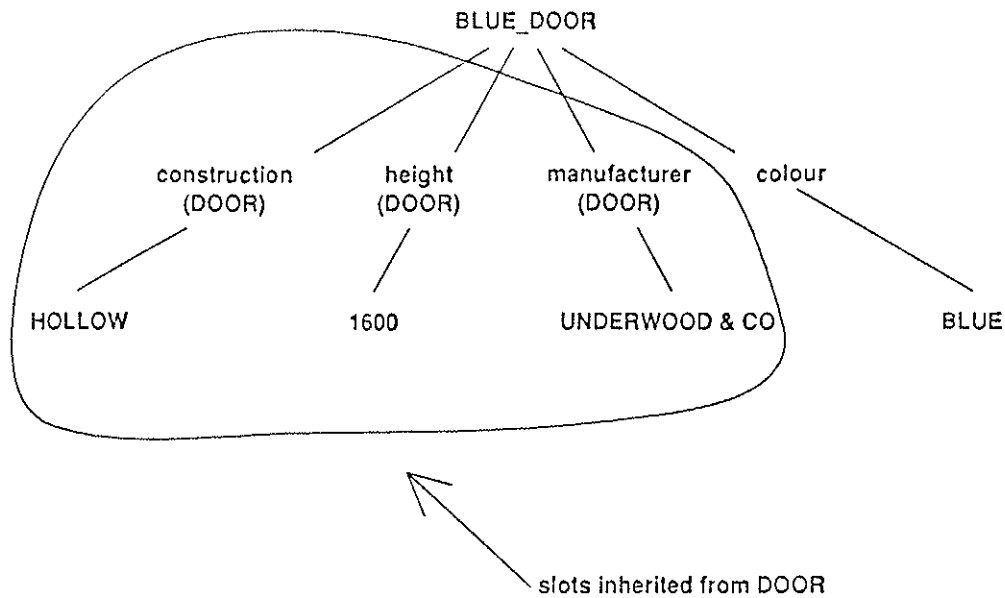 BLUE_DOOR
construction
(DOOR)
height
(DOOR)
manufacturer
(DOOR)
colour
HOLLOW
1600
UNDERWOOD & CO
BLUE
slots inherited from DOOR